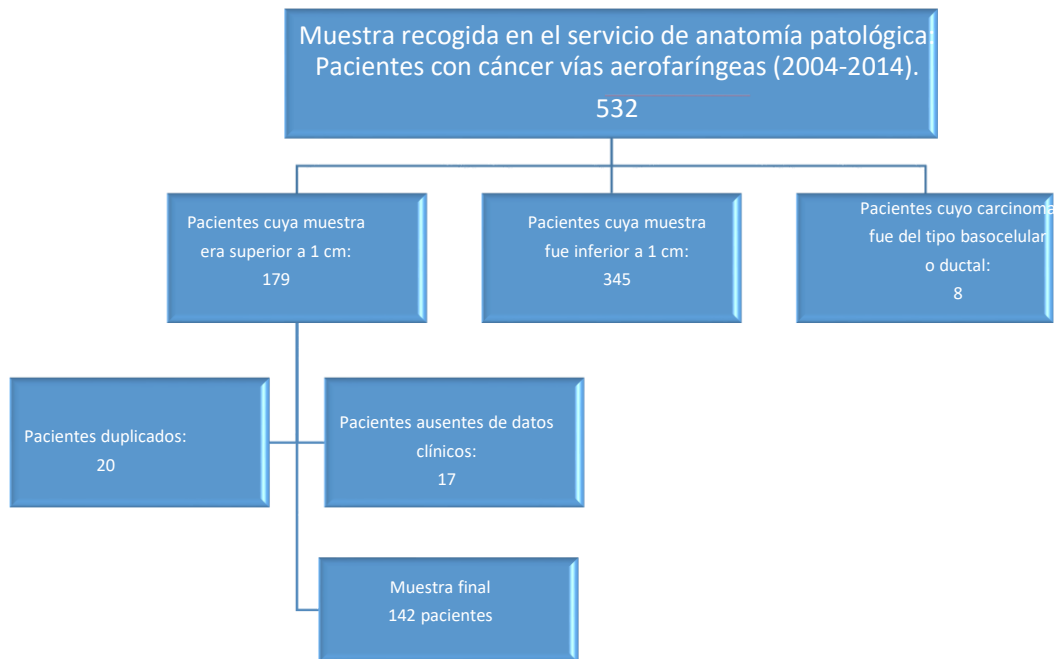 Muestra recogida en el servicio de anatomía patológica:
Pacientes con cáncer vías aerofaríngeas (2004-2014).
532
Pacientes cuya muestra
era superior a 1 cm:
179
Pacientes cuya muestra
fue inferior a 1 cm:
345
Pacientes cuyo carcinoma
fue del tipo basocelular
o ductal:
8
Pacientes duplicados:
20
Pacientes ausentes de datos
clínicos:
17
Muestra final
142 pacientes